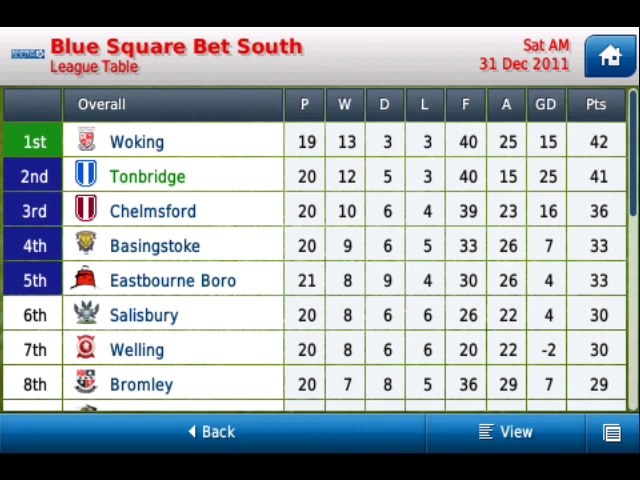 Blue Square Bet South
League Table
Sat AM
31 Dec 2011
Overall P W D L F A GD Pts
1st Woking 19 13 3 3 40 25 15 42
2nd Tonbridge 20 12 5 3 40 15 25 41
3rd Chelmsford 20 10 6 4 39 23 16 36
4th Basingstoke 20 9 6 5 33 26 7 33
5th Eastbourne Boro 21 8 9 4 30 26 4 33
6th Salisbury 20 8 6 6 26 22 4 30
7th Welling 20 8 6 6 20 22 -2 30
8th Bromley 20 7 8 5 36 29 7 29
Back View